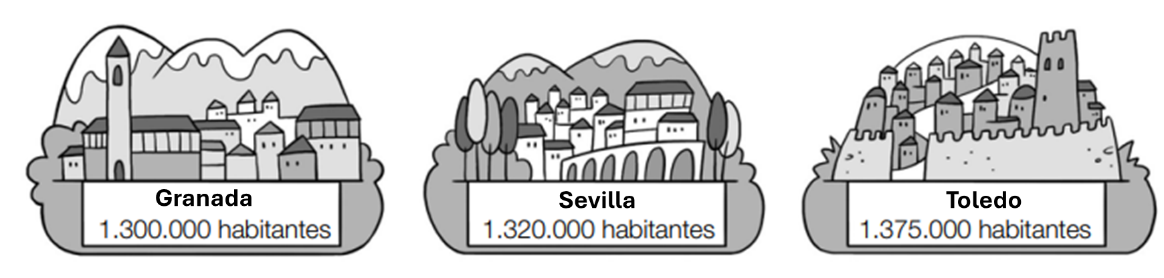 Granada
1.300.000 habitantes
Sevilla
1.320.000 habitantes
Toledo
1.375.000 habitantes